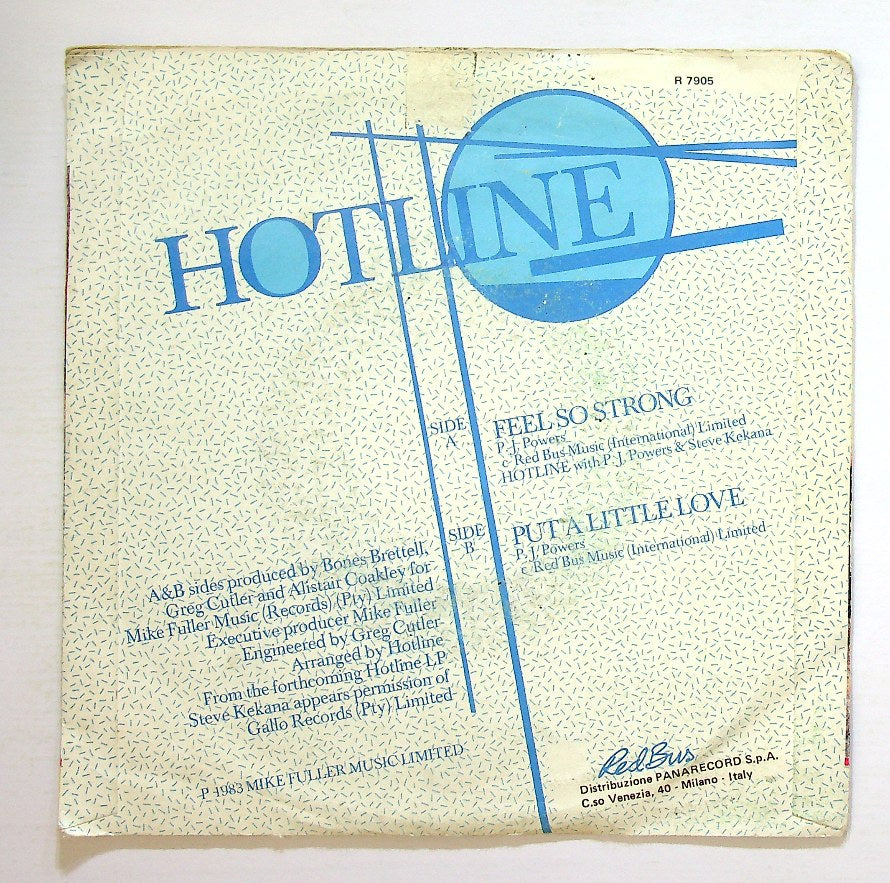 R 7905
HOTLINE
SIDE A
FEEL SO STRONG
P. J. Powers
c Red Bus Music (International) Limited
HOTLINE with P. J. Powers & Steve Kekana
SIDE B
PUT A LITTLE LOVE
P. J. Powers
c Red Bus Music (International) Limited
A&B sides produced by Bones Brettell,
Greg Cutler and Alistair Coakley for
Mike Fuller Music (Records) (Pty) Limited
Executive producer Mike Fuller
Engineered by Greg Cutler
Arranged by Hotline
From the forthcoming Hotline LP
Steve Kekana appears permission of
Gallo Records (Pty) Limited
P 1983 MIKE FULLER MUSIC LIMITED
Red Bus
Distribuzione PANARECORD S.p.A.
C.so Venezia, 40 - Milano - Italy